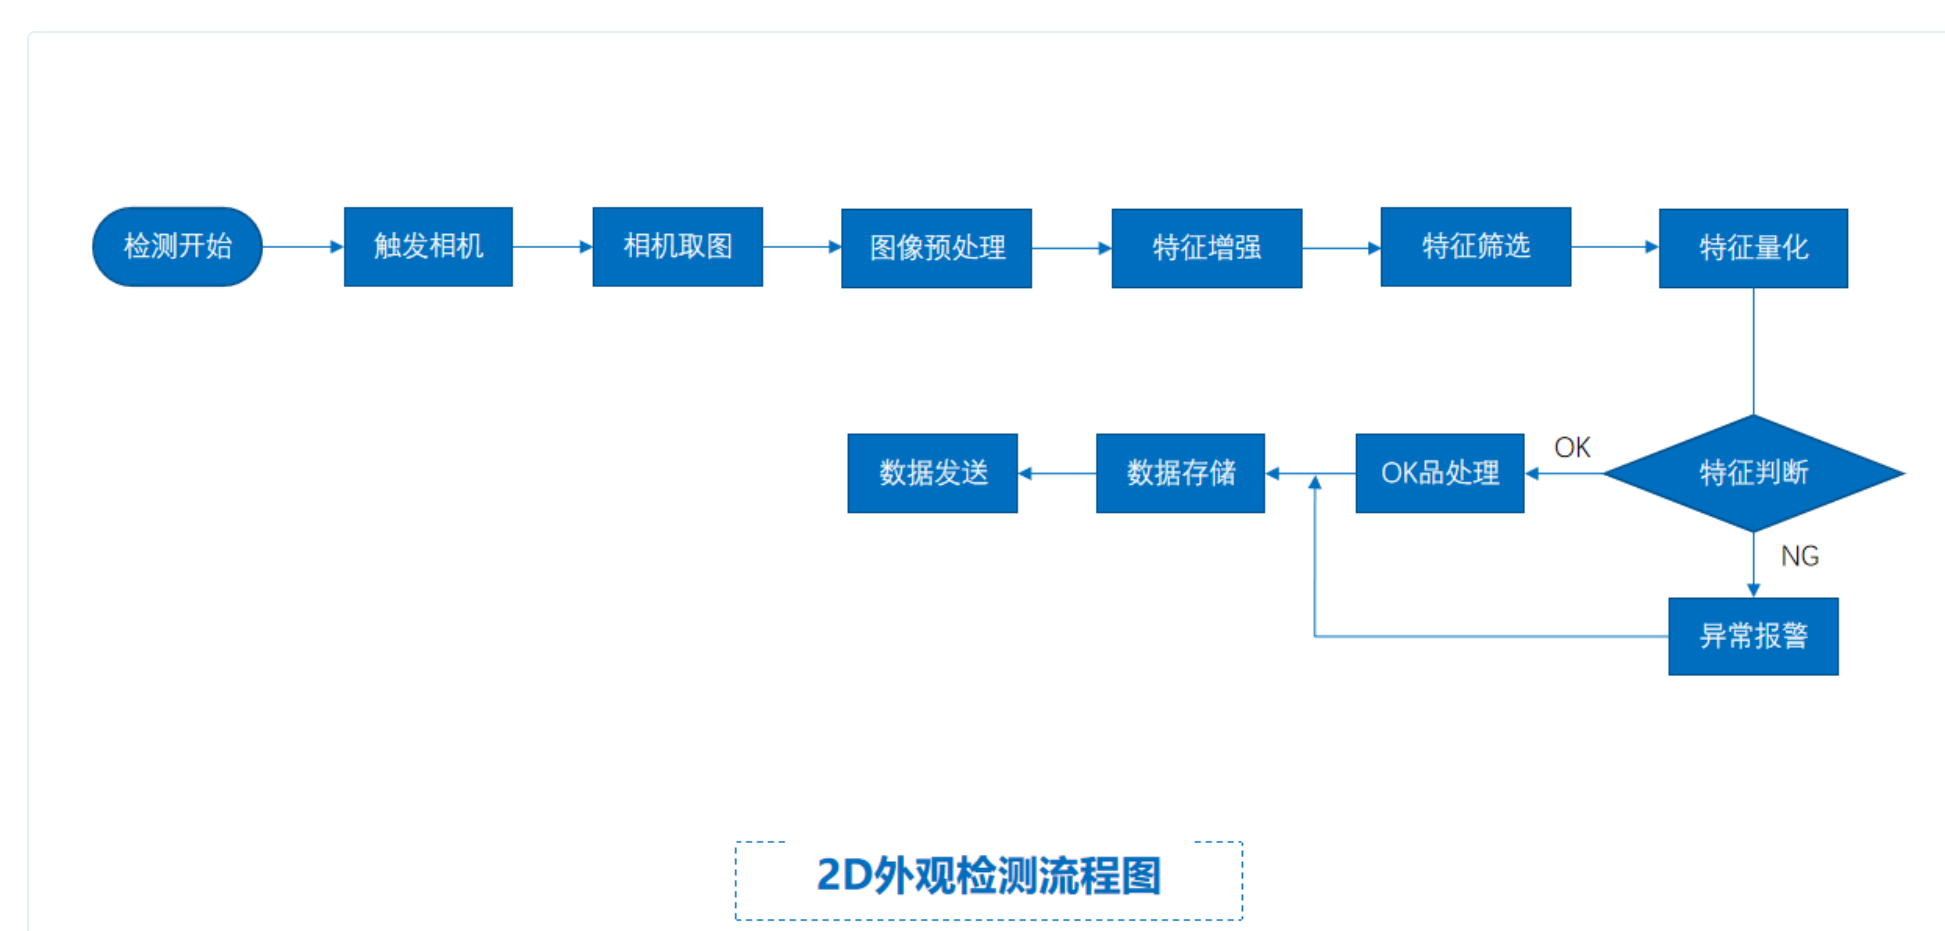 检测开始
触发相机
相机取图
图像预处理
特征增强
特征筛选
特征量化
特征判断
OK
OK品处理
数据存储
数据发送
NG
异常报警
2D外观检测流程图